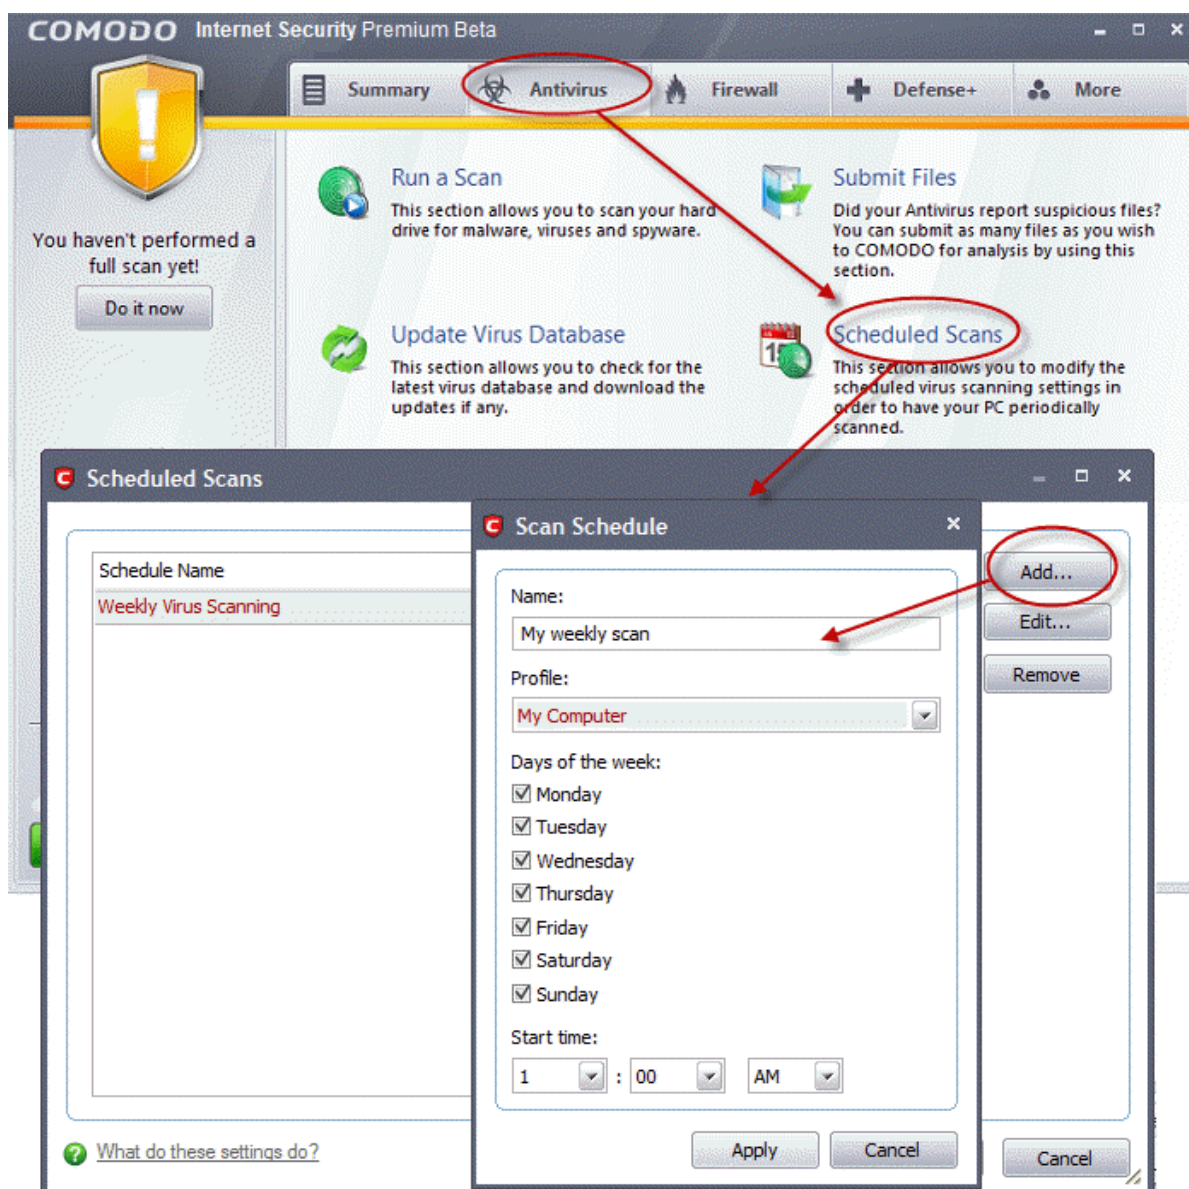 COMODO Internet Security Premium Beta
Summary
Antivirus
Firewall
Defense+
More
You haven't performed a
full scan yet!
Do it now
Run a Scan
This section allows you to scan your hard
drive for malware, viruses and spyware.
Submit Files
Did your Antivirus report suspicious files?
You can submit as many files as you wish
to COMODO for analysis by using this
section.
Update Virus Database
This section allows you to check for the
latest virus database and download the
updates if any.
15
Scheduled Scans
This section allows you to modify the
scheduled virus scanning settings in
order to have your PC periodically
scanned.
C
Scheduled Scans
Schedule Name
Weekly Virus Scanning
C
Scan Schedule
Name:
My weekly scan
Profile:
My Computer
Days of the week:
Monday
Tuesday
Wednesday
Thursday
Friday
Saturday
Sunday
Start time:
1 : 00 AM
Apply
Cancel
Add...
Edit...
Remove
? What do these settings do?
Cancel